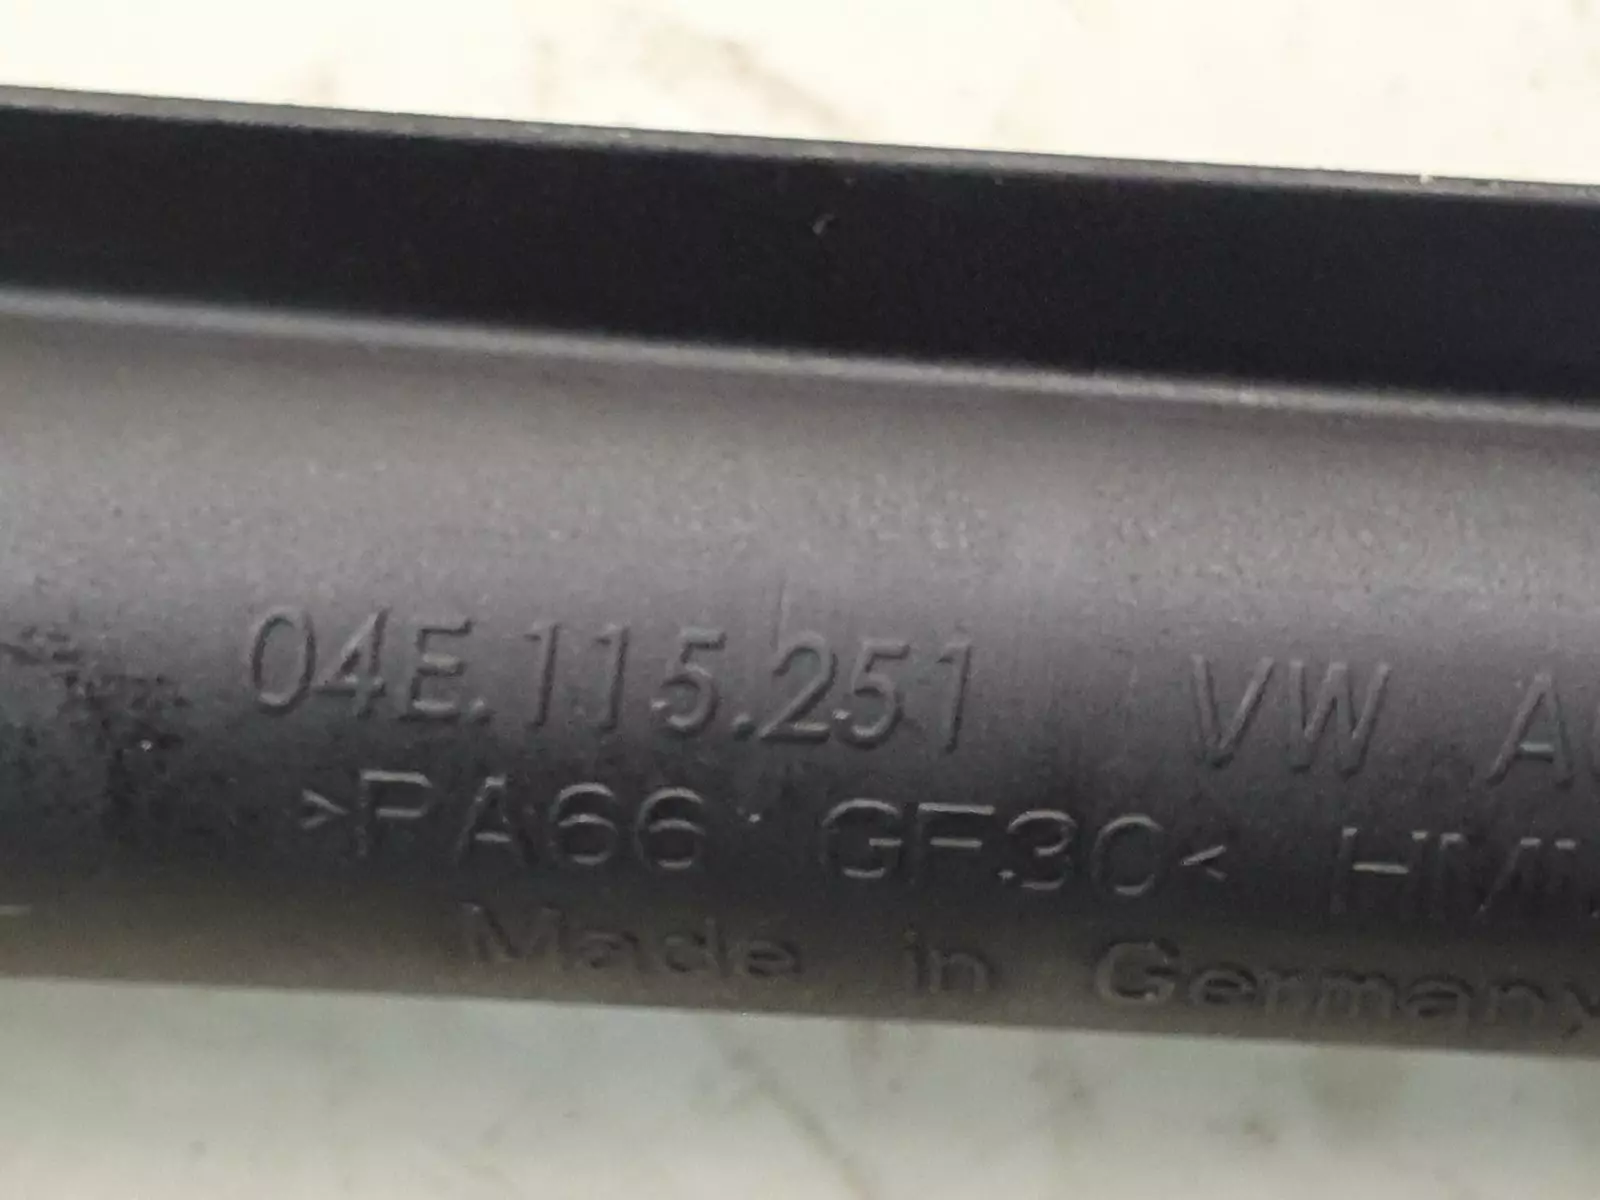 04E.115.251 VW
>PA66 GF30<
Made in Germany